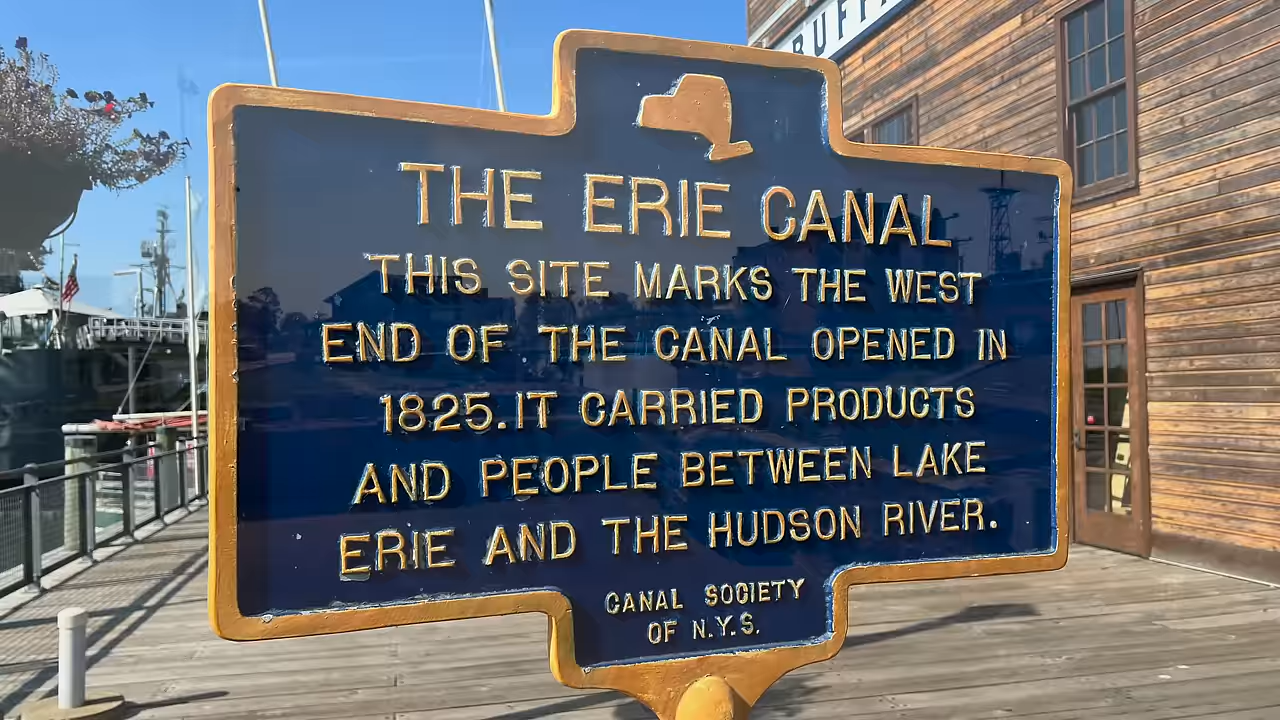 BUFF
THE ERIE CANAL
THIS SITE MARKS THE WEST
END OF THE CANAL OPENED IN
1825.IT CARRIED PRODUCTS
AND PEOPLE BETWEEN LAKE
ERIE AND THE HUDSON RIVER.
CANAL SOCIETY
OF N.Y.S.